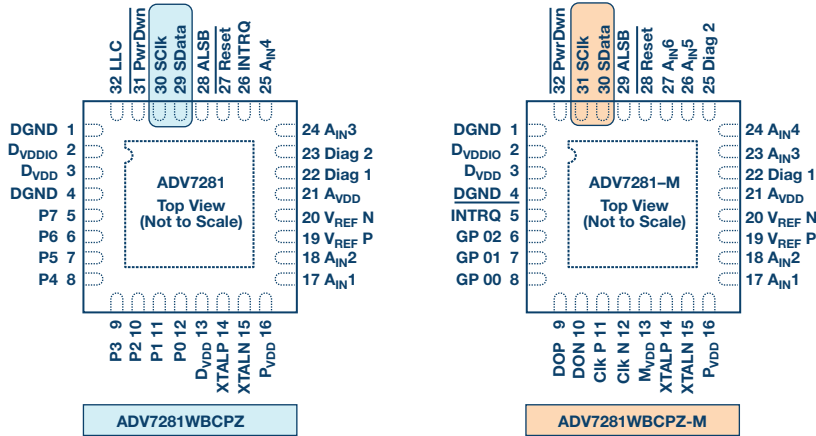 32 LLC
31 PwrDwn
30 SClk
29 SData
28 ALSB
27 Reset
26 INTRQ
25 AIN4
DGND 1
DVDDIO 2
DVDD 3
DGND 4
P7 5
P6 6
P5 7
P4 8
ADV7281
Top View
(Not to Scale)
24 AIN3
23 Diag 2
22 Diag 1
21 AVDD
20 VREF N
19 VREF P
18 AIN2
17 AIN1
P3 9
P2 10
P1 11
P0 12
DVDD 13
XTALP 14
XTALN 15
PVDD 16
ADV7281WBCPZ
32 PwrDwn
31 SClk
30 SData
29 ALSB
28 Reset
27 AIN6
26 AIN5
25 Diag 2
DGND 1
DVDDIO 2
DVDD 3
DGND 4
INTRQ 5
GP 02 6
GP 01 7
GP 00 8
ADV7281–M
Top View
(Not to Scale)
24 AIN4
23 AIN3
22 Diag 1
21 AVDD
20 VREF N
19 VREF P
18 AIN2
17 AIN1
DOP 9
DON 10
Clk P 11
Clk N 12
MVDD 13
XTALP 14
XTALN 15
PVDD 16
ADV7281WBCPZ-M